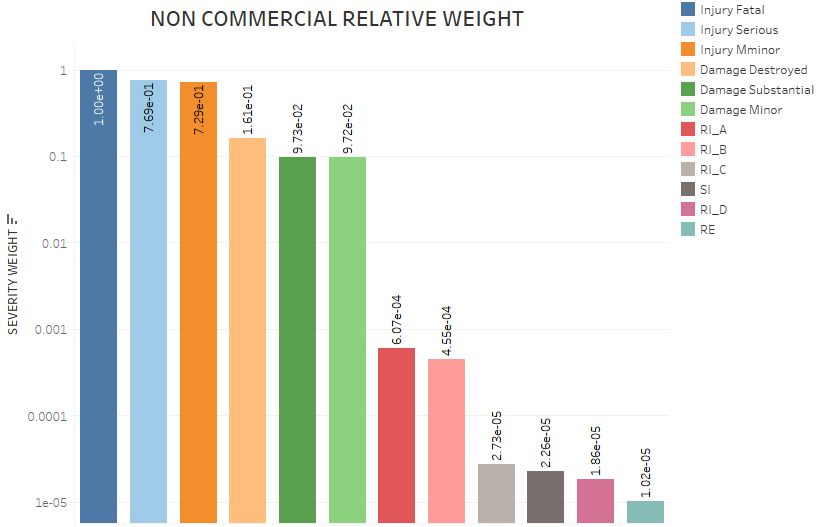 NON COMMERCIAL RELATIVE WEIGHT
SEVERITY WEIGHT
1
0.1
0.01
0.001
0.0001
1e-05
1.00e+00
7.69e-01
7.29e-01
1.61e-01
9.73e-02
9.72e-02
6.07e-04
4.55e-04
2.73e-05
2.26e-05
1.86e-05
1.02e-05
Injury Fatal
Injury Serious
Injury Mminor
Damage Destroyed
Damage Substantial
Damage Minor
RI_A
RI_B
RI_C
SI
RI_D
RE